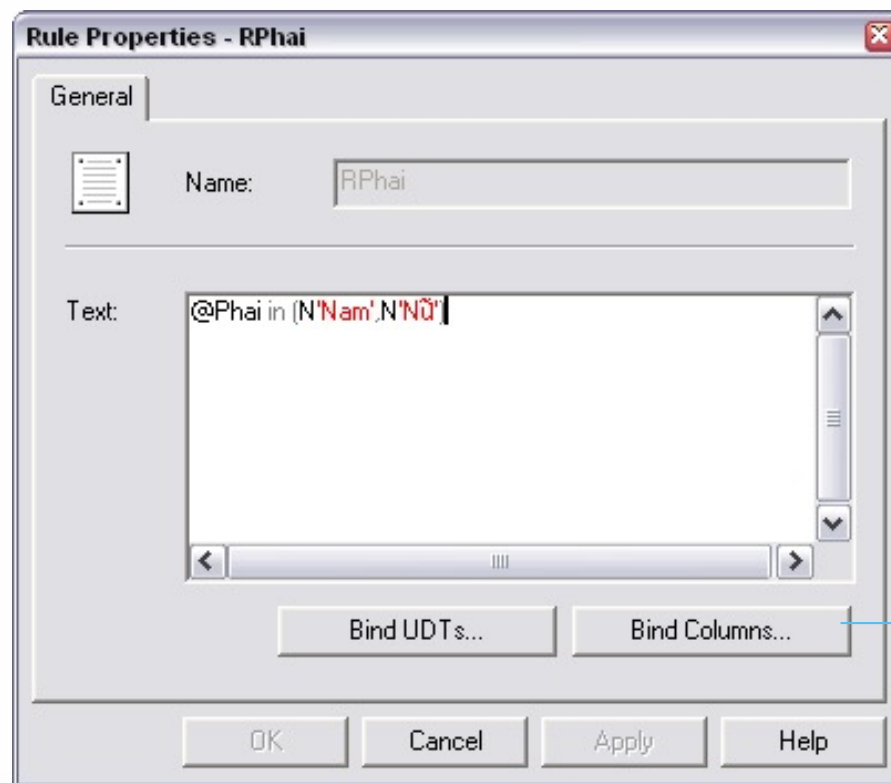 Rule Properties - RPhai
General
Name: RPhai
Text: @Phai in (N'Nam',N'Nữ')
Bind UDTs... Bind Columns...
OK Cancel Apply Help